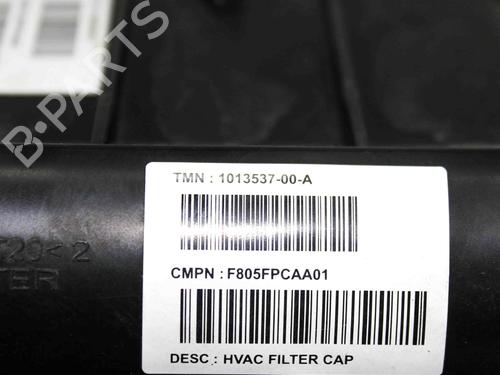 B-PARTS
TMN : 1013537-00-A
CMPN : F805FPCAA01
DESC : HVAC FILTER CAP